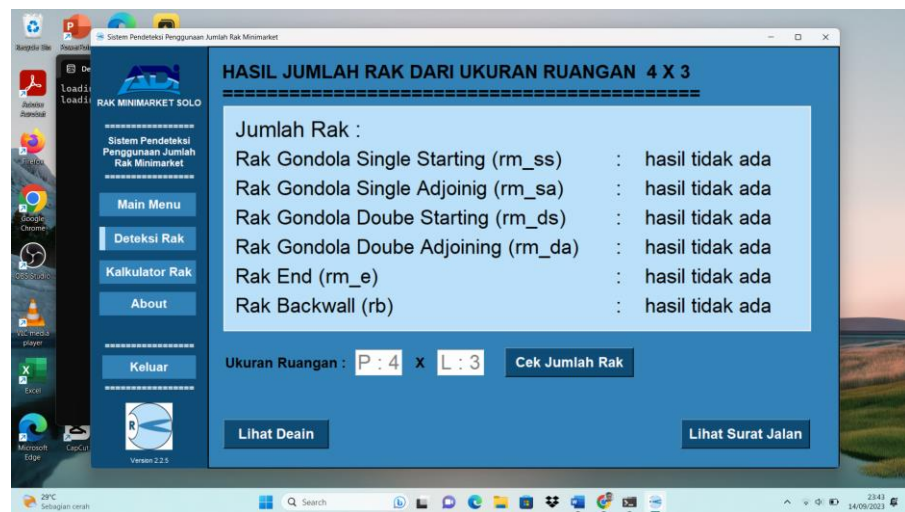 Sistem Pendeteksi Penggunaan Jumlah Rak Minimarket
Recycle Bin
De
loadi
loadi
Adobe
Acrobat
Firefox
Google
Chrome
OBS Studio
VLC media
player
X
Excel
Microsoft
Edge
CapCut
ADI
RAK MINIMARKET SOLO
=================
Sistem Pendeteksi
Penggunaan Jumlah
Rak Minimarket
=================
Main Menu
Deteksi Rak
Kalkulator Rak
About
=================
Keluar
=================
R
Version 2.2.5
HASIL JUMLAH RAK DARI UKURAN RUANGAN 4 X 3
===========================================
Jumlah Rak :
Rak Gondola Single Starting (rm_ss) : hasil tidak ada
Rak Gondola Single Adjoinig (rm_sa) : hasil tidak ada
Rak Gondola Doube Starting (rm_ds) : hasil tidak ada
Rak Gondola Doube Adjoining (rm_da) : hasil tidak ada
Rak End (rm_e) : hasil tidak ada
Rak Backwall (rb) : hasil tidak ada
Ukuran Ruangan : P : 4 X L : 3 Cek Jumlah Rak
Lihat Deain
Lihat Surat Jalan
29°C
Sebagian cerah
Search
23:43
14/09/2023